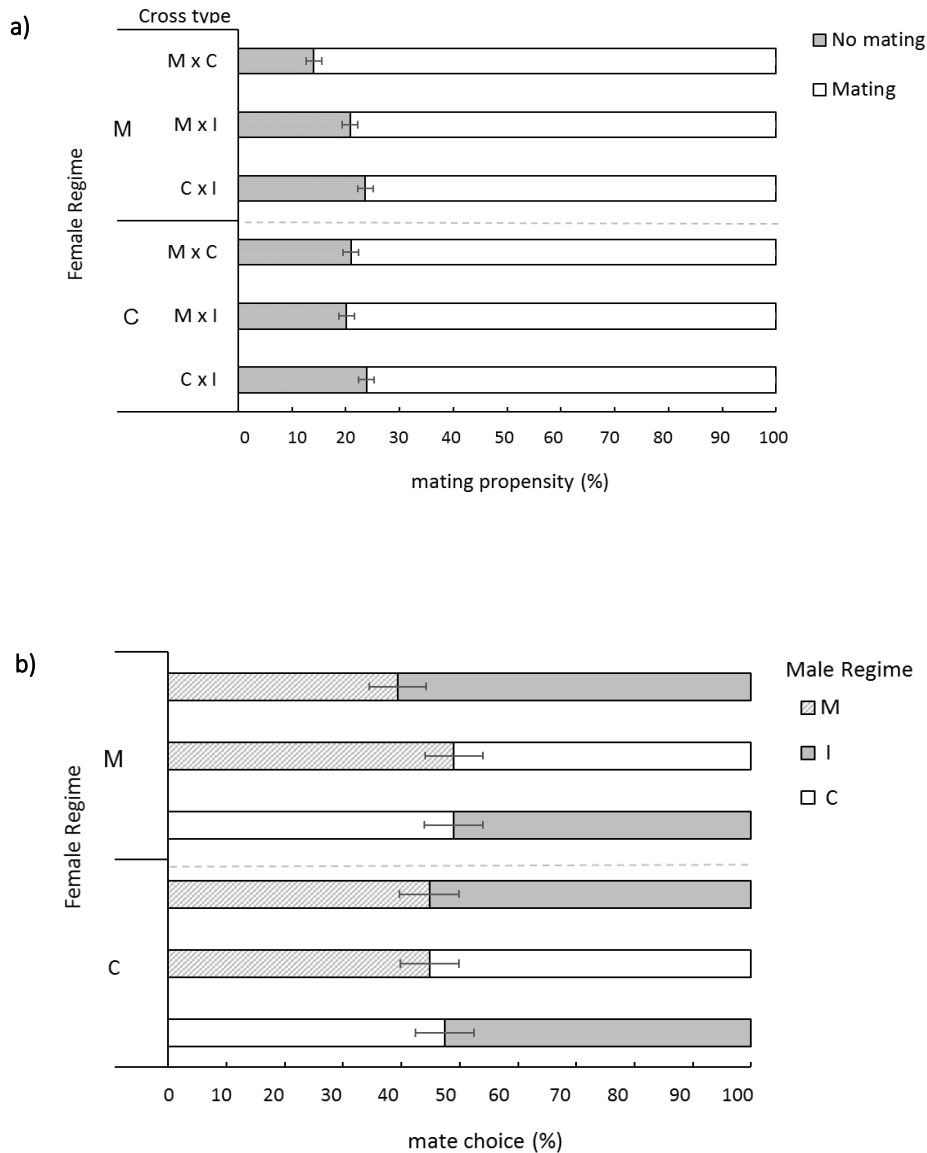 a)
Cross type
No mating
Mating
Female Regime
M
M x C
M x I
C x I
C
M x C
M x I
C x I
0 10 20 30 40 50 60 70 80 90 100
mating propensity (%)
b)
Male Regime
M
I
C
Female Regime
M
C
0 10 20 30 40 50 60 70 80 90 100
mate choice (%)